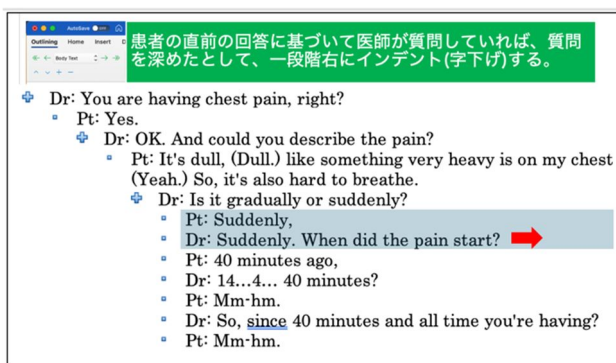 AutoSave OFF
Outlining Home Insert D
患者の直前の回答に基づいて医師が質問していれば、質問
を深めたとして、一段階右にインデント(字下げ)する。
Body Text
Dr: You are having chest pain, right?
Pt: Yes.
Dr: OK. And could you describe the pain?
Pt: It's dull, (Dull.) like something very heavy is on my chest
(Yeah.) So, it's also hard to breathe.
Dr: Is it gradually or suddenly?
Pt: Suddenly,
Dr: Suddenly. When did the pain start?
Pt: 40 minutes ago,
Dr: 14…4… 40 minutes?
Pt: Mm-hm.
Dr: So, since 40 minutes and all time you're having?
Pt: Mm-hm.